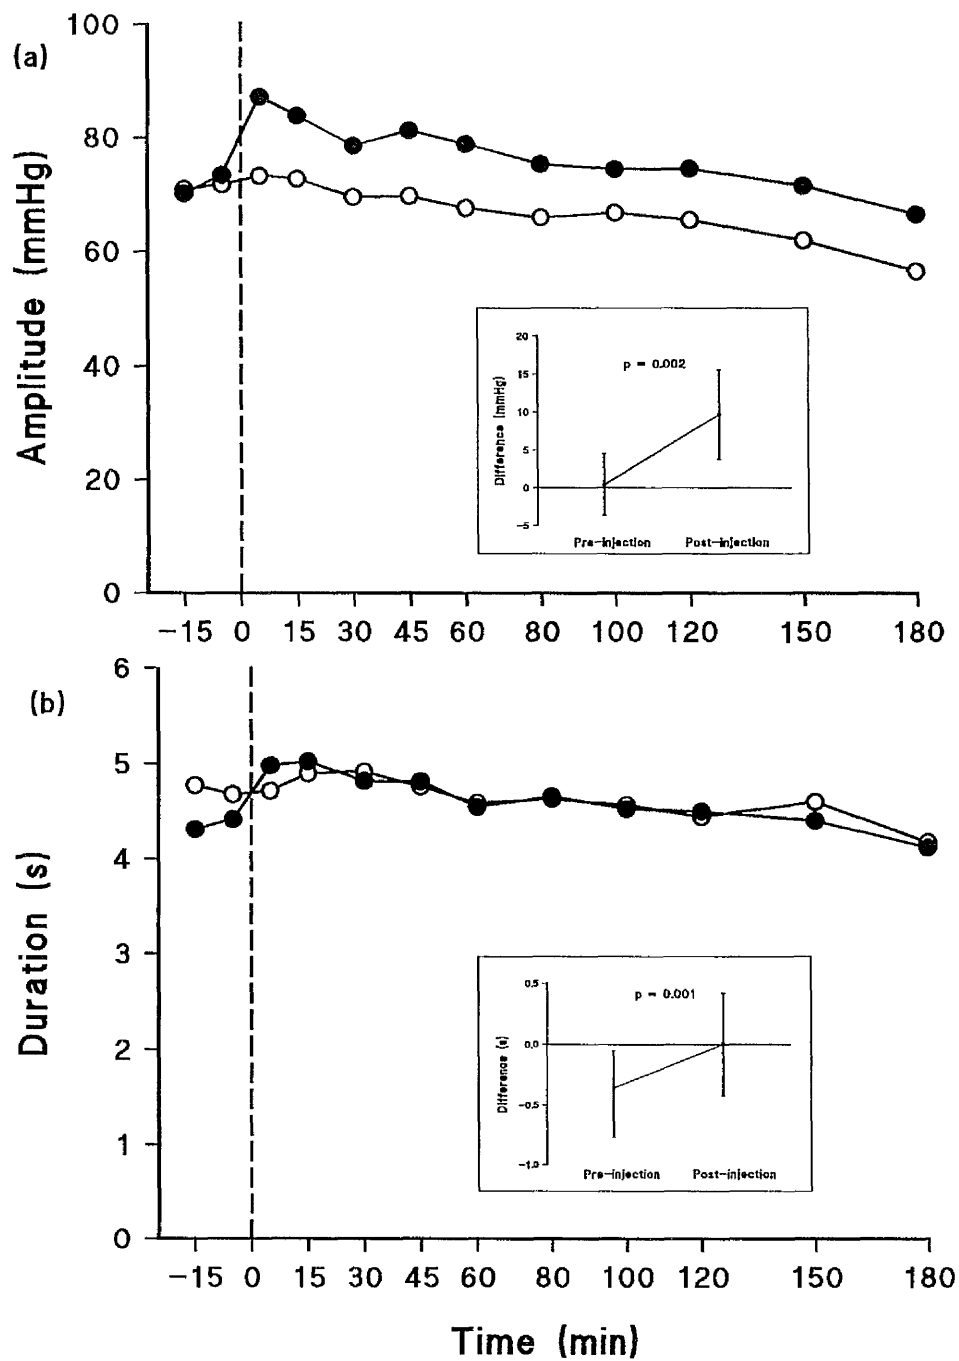 (a)
Amplitude (mmHg)
100
80
60
40
20
0
−15 0 15 30 45 60 80 100 120 150 180
Difference (mmHg)
20
15
10
5
0
−5
p = 0.002
Pre−injection Post−injection
(b)
Duration (s)
6
5
4
3
2
1
0
−15 0 15 30 45 60 80 100 120 150 180
Difference (s)
0.5
0.0
−0.5
−1.0
p = 0.001
Pre−injection Post−injection
Time (min)